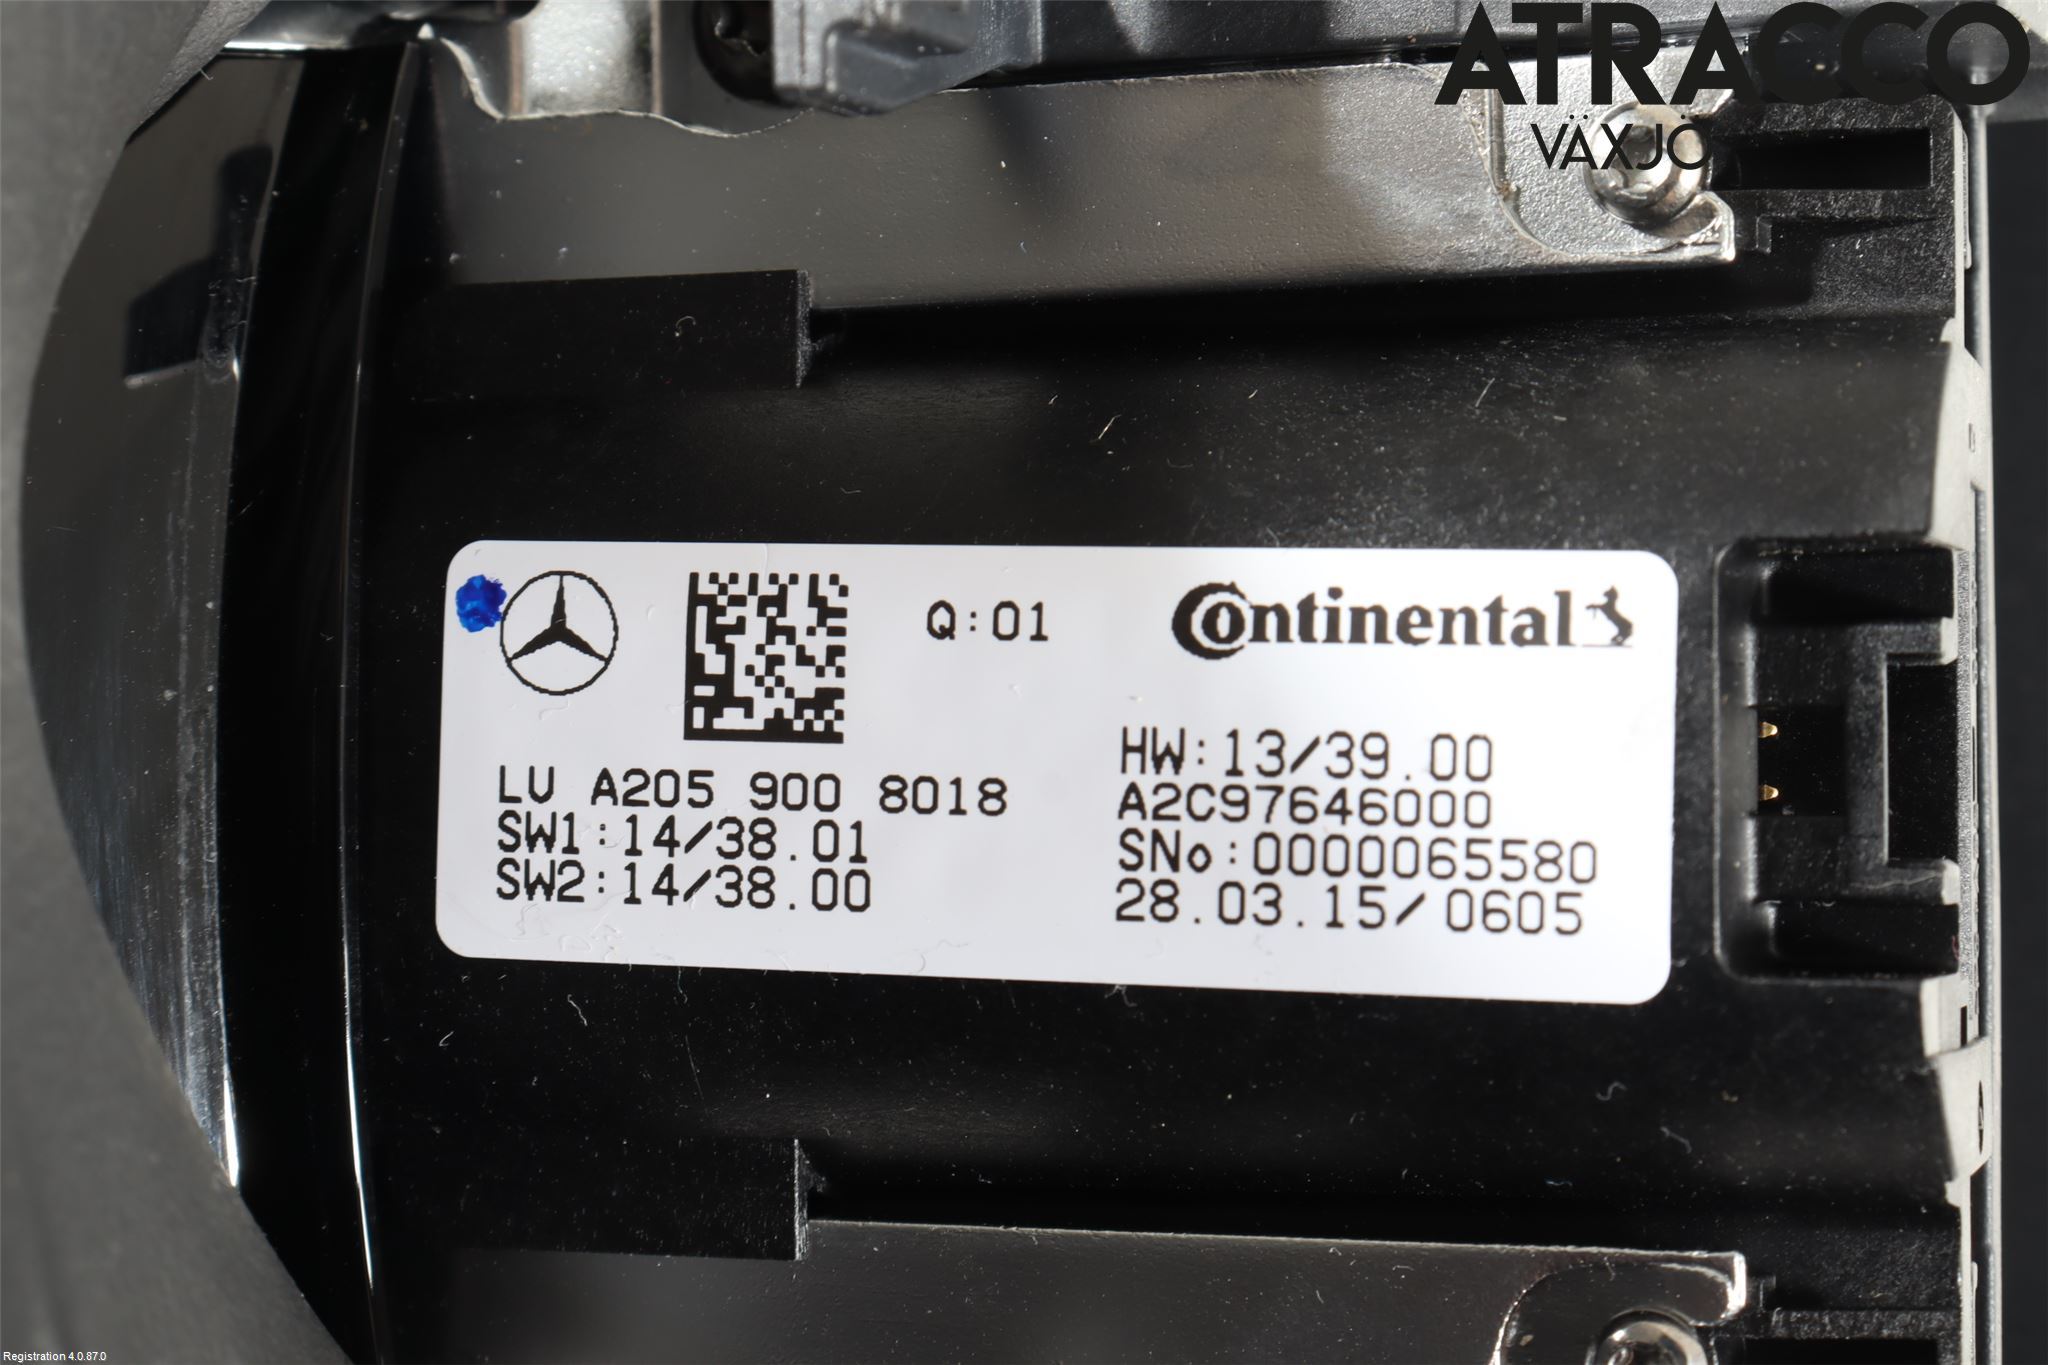 ATRACCO
VÄXJÖ
Q:01
Continental
LU A205 900 8018
SW1:14/38.01
SW2:14/38.00
HW:13/39.00
A2C97646000
SNo:0000065580
28.03.15/0605
Registration 4.0.87.0